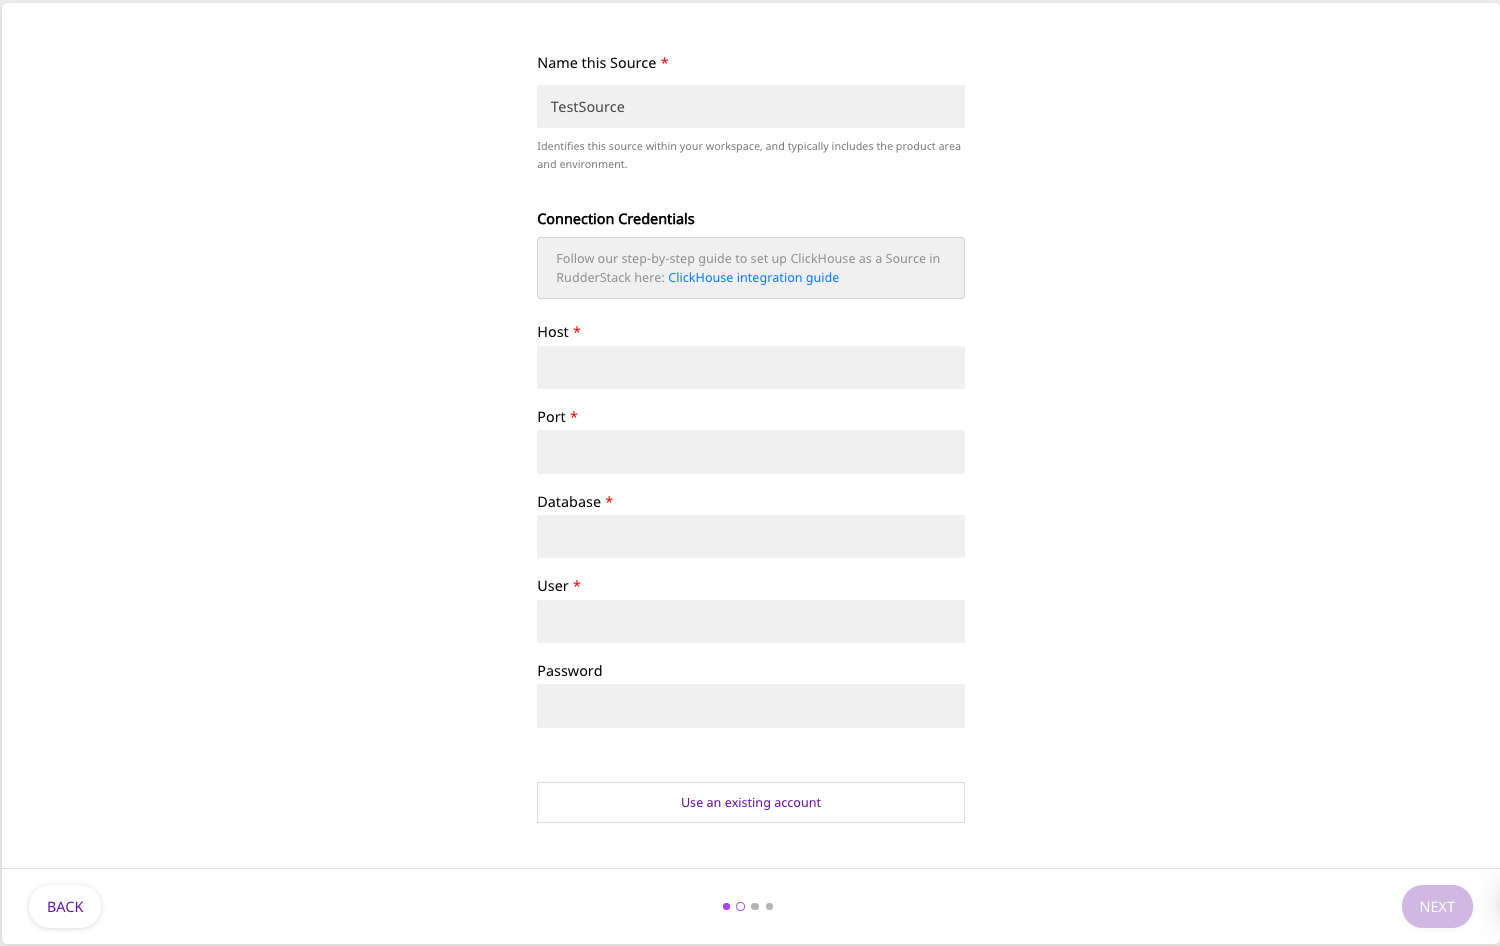 Name this Source *
TestSource
Identifies this source within your workspace, and typically includes the product area
and environment.
Connection Credentials
Follow our step-by-step guide to set up ClickHouse as a Source in
RudderStack here: ClickHouse integration guide
Host *
Port *
Database *
User *
Password
Use an existing account
BACK
NEXT